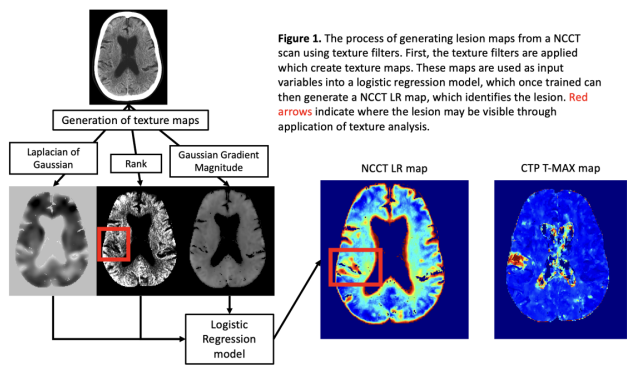 Figure 1. The process of generating lesion maps from a NCCT
scan using texture filters. First, the texture filters are applied
which create texture maps. These maps are used as input
variables into a logistic regression model, which once trained can
then generate a NCCT LR map, which identifies the lesion. Red
arrows indicate where the lesion may be visible through
application of texture analysis.
Generation of texture maps
Laplacian of
Gaussian
Rank
Gaussian Gradient
Magnitude
NCCT LR map
CTP T-MAX map
Logistic
Regression
model